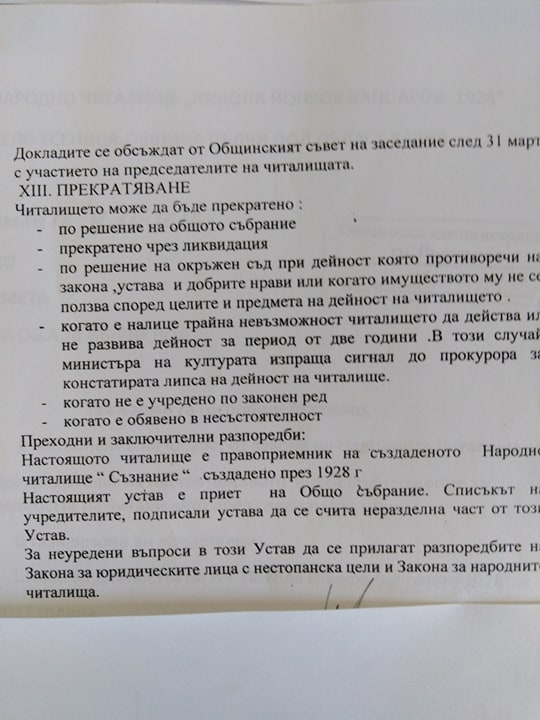 Докладите се обсъждат от Общинският съвет на заседание след 31 март
с участието на председателите на читалищата.
XIII. ПРЕКРАТЯВАНЕ
Читалището може да бъде прекратено :
- по решение на общото събрание
- прекратено чрез ликвидация
- по решение на окръжен съд при дейност която противоречи на
закона ,устава и добрите нрави или когато имуществото му не се
ползва според целите и предмета на дейност на читалището .
- когато е налице трайна невъзможност читалището да действа или
не развива дейност за период от две години .В този случай
министъра на културата изпраща сигнал до прокурора за
констатирата липса на дейност на читалище.
- когато не е учредено по законен ред
- когато е обявено в несъстоятелност
Преходни и заключителни разпоредби:
Настоящото читалище е правоприемник на създаденото Народно
читалище “ Съзнание “ създадено през 1928 г
Настоящият устав е приет на Общо събрание. Списъкът на
учредителите, подписали устава да се счита неразделна част от този
Устав.
За неуредени въпроси в този Устав да се прилагат разпоредбите на
Закона за юридическите лица с нестопанска цели и Закона за народните
читалища.